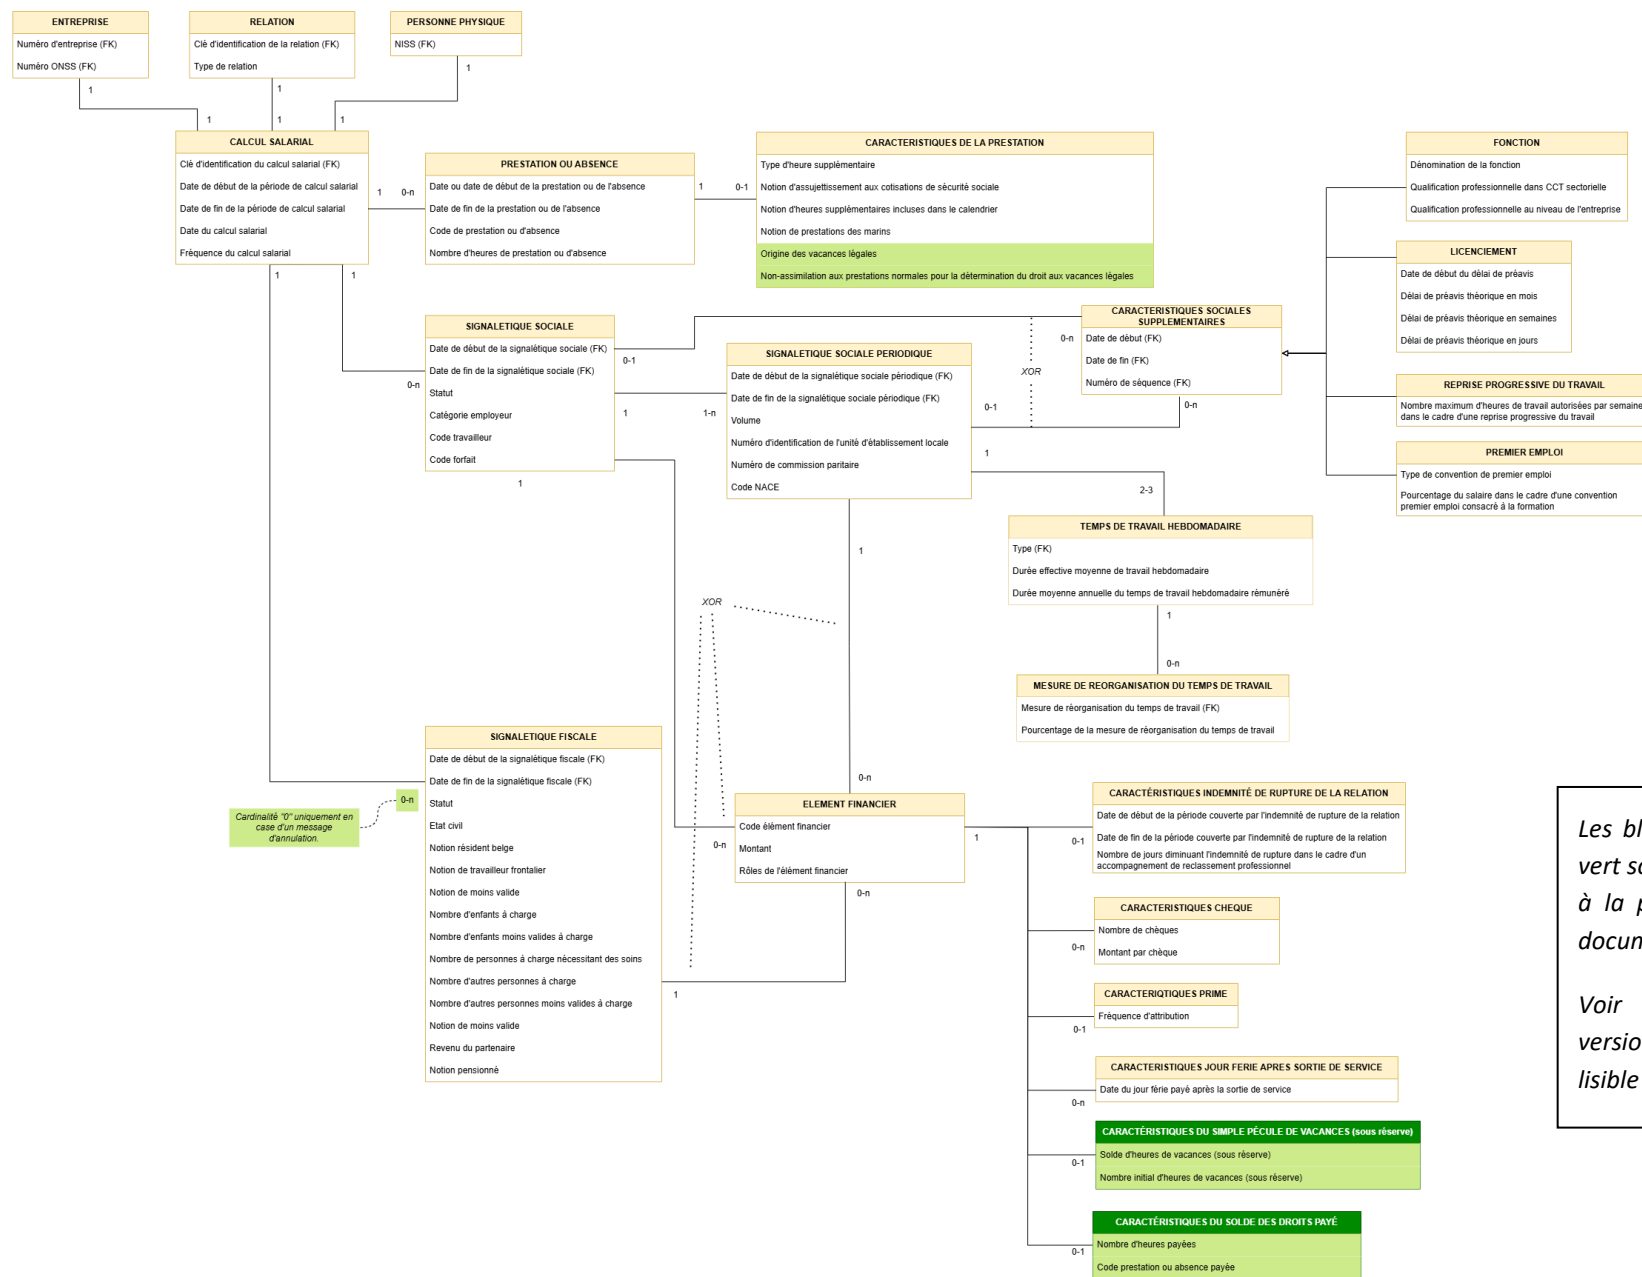 ENTREPRISE
Numéro d'entreprise (FK)
Numéro ONSS (FK)
RELATION
Clé d'identification de la relation (FK)
Type de relation
PERSONNE PHYSIQUE
NISS (FK)
1
1
1
1
1
1
CALCUL SALARIAL
Clé d'identification du calcul salarial (FK)
Date de début de la période de calcul salarial
Date de fin de la période de calcul salarial
Date du calcul salarial
Fréquence du calcul salarial
1
0-n
1
1
PRESTATION OU ABSENCE
Date ou date de début de la prestation ou de l'absence
Date de fin de la prestation ou de l'absence
Code de prestation ou d'absence
Nombre d'heures de prestation ou d'absence
1
0-1
CARACTERISTIQUES DE LA PRESTATION
Type d'heure supplémentaire
Notion d'assujettissement aux cotisations de sécurité sociale
Notion d'heures supplémentaires incluses dans le calendrier
Notion de prestations des marins
Origine des vacances légales
Non-assimilation aux prestations normales pour la détermination du droit aux vacances légales
FONCTION
Dénomination de la fonction
Qualification professionnelle dans CCT sectorielle
Qualification professionnelle au niveau de l'entreprise
LICENCIEMENT
Date de début du délai de préavis
Délai de préavis théorique en mois
Délai de préavis théorique en semaines
Délai de préavis théorique en jours
REPRISE PROGRESSIVE DU TRAVAIL
Nombre maximum d'heures de travail autorisées par semaine
dans le cadre d'une reprise progressive du travail
PREMIER EMPLOI
Type de convention de premier emploi
Pourcentage du salaire dans le cadre d'une convention
premier emploi consacré à la formation
SIGNALETIQUE SOCIALE
Date de début de la signalétique sociale (FK)
Date de fin de la signalétique sociale (FK)
Statut
Catégorie employeur
Code travailleur
Code forfait
0-n
0-1
1
1-n
1
SIGNALETIQUE SOCIALE PERIODIQUE
Date de début de la signalétique sociale périodique (FK)
Date de fin de la signalétique sociale périodique (FK)
Volume
Numéro d'identification de l'unité d'établissement locale
Numéro de commission paritaire
Code NACE
0-1
1
1
CARACTERISTIQUES SOCIALES
SUPPLEMENTAIRES
Date de début (FK)
Date de fin (FK)
Numéro de séquence (FK)
0-n
XOR
0-n
2-3
TEMPS DE TRAVAIL HEBDOMADAIRE
Type (FK)
Durée effective moyenne de travail hebdomadaire
Durée moyenne annuelle du temps de travail hebdomadaire rémunéré
1
0-n
MESURE DE REORGANISATION DU TEMPS DE TRAVAIL
Mesure de réorganisation du temps de travail (FK)
Pourcentage de la mesure de réorganisation du temps de travail
XOR
SIGNALETIQUE FISCALE
Date de début de la signalétique fiscale (FK)
Date de fin de la signalétique fiscale (FK)
Statut
Etat civil
Notion résident belge
Notion de travailleur frontalier
Notion de moins valide
Nombre d'enfants à charge
Nombre d'enfants moins valides à charge
Nombre de personnes à charge nécessitant des soins
Nombre d'autres personnes à charge
Nombre d'autres personnes moins valides à charge
Notion de moins valide
Revenu du partenaire
Notion pensionné
0-n
Cardinalité "0" uniquement en
case d'un message
d'annulation.
1
0-n
ELEMENT FINANCIER
Code élément financier
Montant
Rôles de l'élément financier
0-n
0-n
1
CARACTÉRISTIQUES INDEMNITÉ DE RUPTURE DE LA RELATION
Date de début de la période couverte par l'indemnité de rupture de la relation
Date de fin de la période couverte par l'indemnité de rupture de la relation
Nombre de jours diminuant l'indemnité de rupture dans le cadre d'un
accompagnement de reclassement professionnel
0-1
CARACTERISTIQUES CHEQUE
Nombre de chèques
Montant par chèque
0-n
CARACTERIQTIQUES PRIME
Fréquence d'attribution
0-1
CARACTERISTIQUES JOUR FERIE APRES SORTIE DE SERVICE
Date du jour férie payé après la sortie de service
0-n
CARACTÉRISTIQUES DU SIMPLE PÉCULE DE VACANCES (sous réserve)
Solde d'heures de vacances (sous réserve)
Nombre initial d'heures de vacances (sous réserve)
0-1
CARACTÉRISTIQUES DU SOLDE DES DROITS PAYÉ
Nombre d'heures payées
Code prestation ou absence payée
0-1
Les bl
vert so
à la p
docum
Voir
versio
lisible